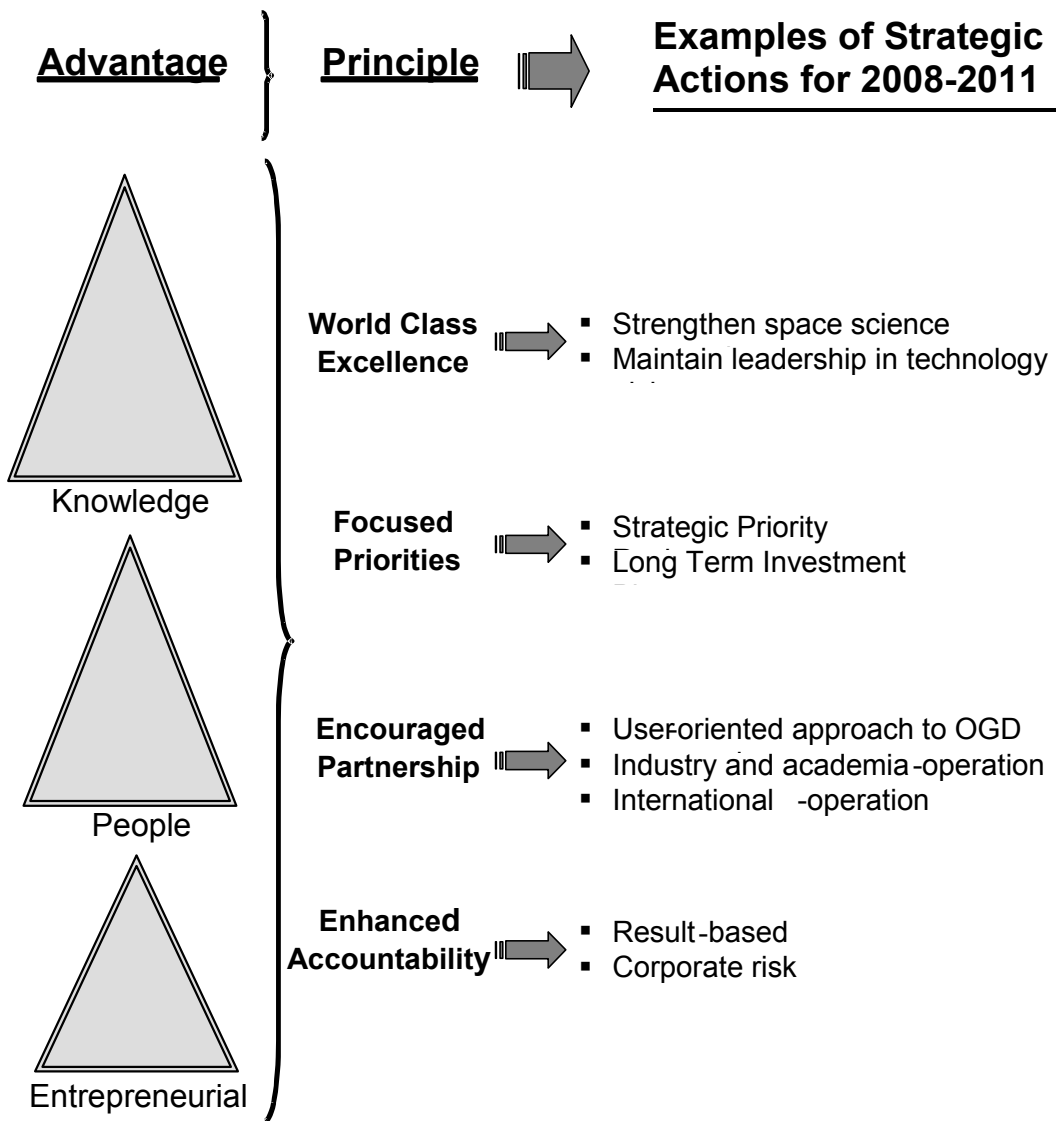 Advantage
Principle
Examples of Strategic
Actions for 2008-2011
Knowledge
People
Entrepreneurial
World Class
Excellence
▪ Strengthen space science
▪ Maintain leadership in technology
Focused
Priorities
▪ Strategic Priority
▪ Long Term Investment
Encouraged
Partnership
▪ User-oriented approach to OGD
▪ Industry and academia-operation
▪ International -operation
Enhanced
Accountability
▪ Result-based
▪ Corporate risk